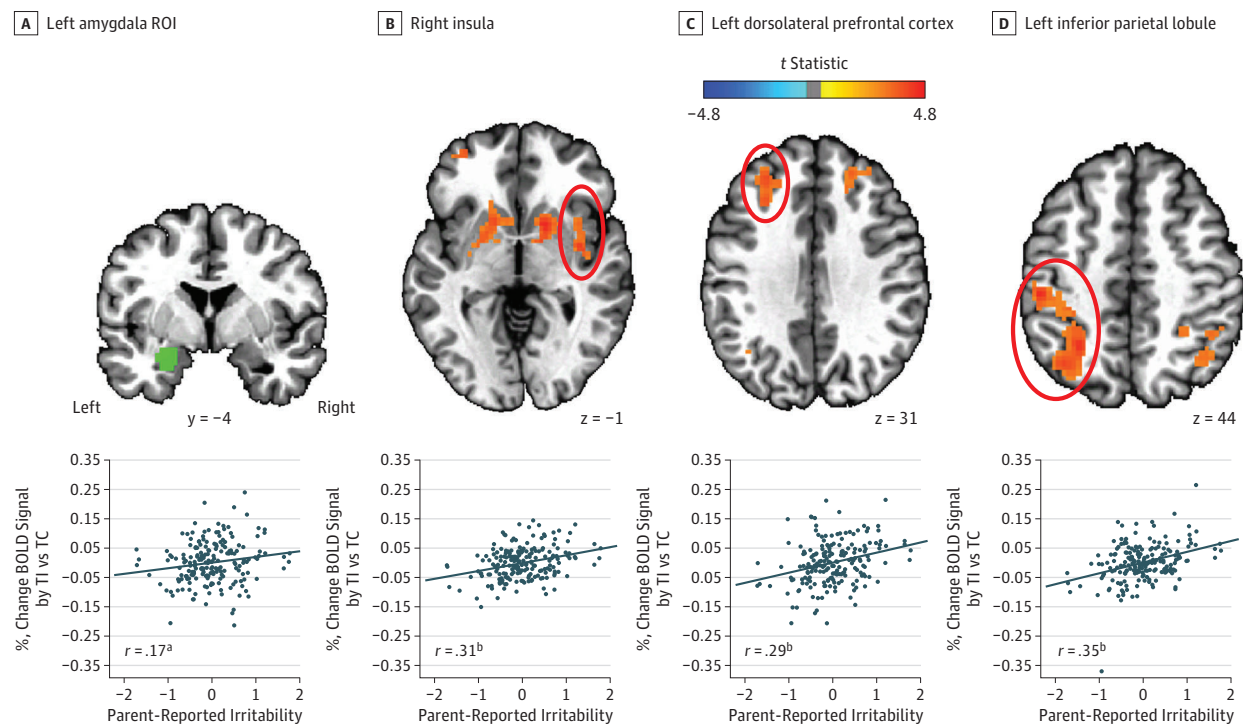 A Left amygdala ROI
B Right insula
C Left dorsolateral prefrontal cortex
D Left inferior parietal lobule
t Statistic
−4.8 4.8
Left Right
y = −4
z = −1
z = 31
z = 44
%, Change BOLD Signal
by TI vs TC
0.35
0.25
0.15
0.05
−0.05
−0.15
−0.25
−0.35
r = .17a
−2 −1 0 1 2
Parent-Reported Irritability
%, Change BOLD Signal
by TI vs TC
0.35
0.25
0.15
0.05
−0.05
−0.15
−0.25
−0.35
r = .31b
−2 −1 0 1 2
Parent-Reported Irritability
%, Change BOLD Signal
by TI vs TC
0.35
0.25
0.15
0.05
−0.05
−0.15
−0.25
−0.35
r = .29b
−2 −1 0 1 2
Parent-Reported Irritability
%, Change BOLD Signal
by TI vs TC
0.35
0.25
0.15
0.05
−0.05
−0.15
−0.25
−0.35
r = .35b
−2 −1 0 1 2
Parent-Reported Irritability